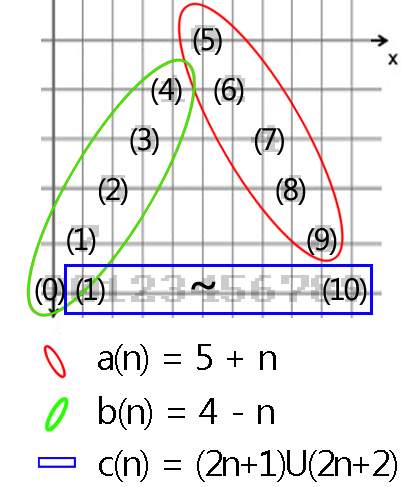 (5)
x
(4) (6)
(3) (7)
(2) (8)
(1) (9)
(0) (1) ~ (10)
a(n) = 5 + n
b(n) = 4 - n
c(n) = (2n+1)U(2n+2)